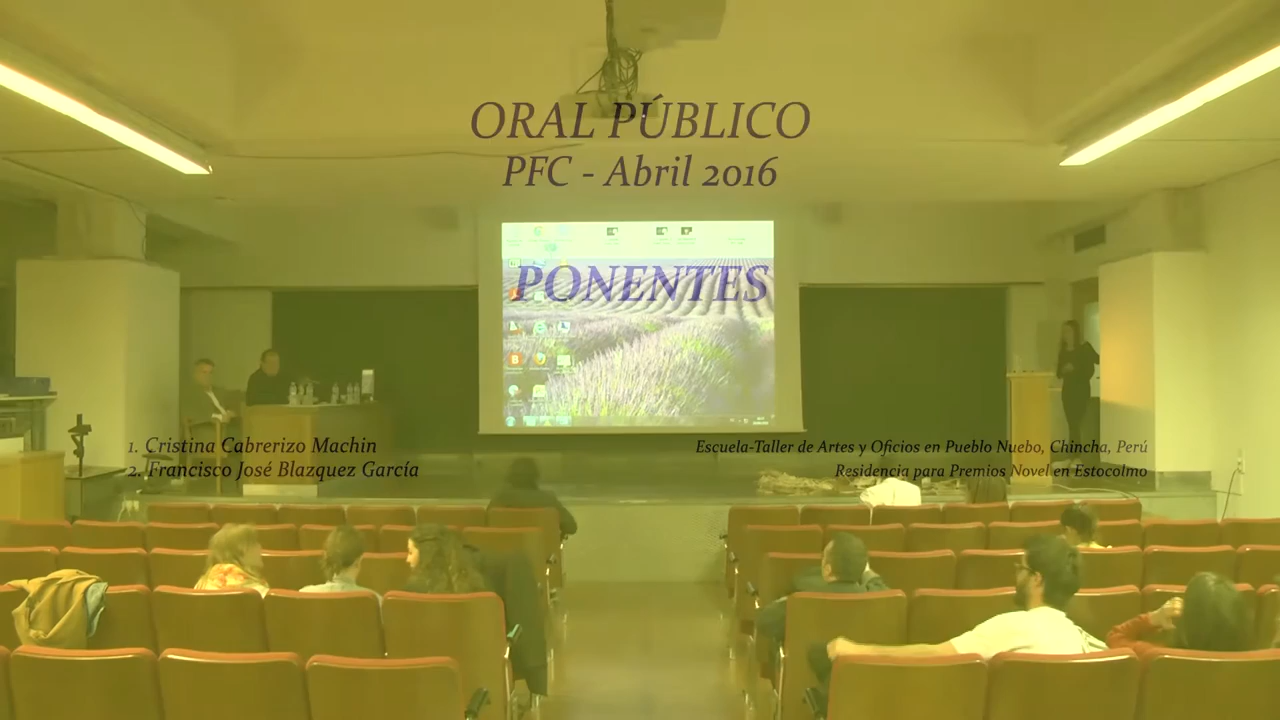 ORAL PÚBLICO
PFC - Abril 2016
PONENTES
1. Cristina Cabrerizo Machin
Escuela-Taller de Artes y Oficios en Pueblo Nuebo, Chincha, Perú
2. Francisco José Blazquez García
Residencia para Premios Novel en Estocolmo